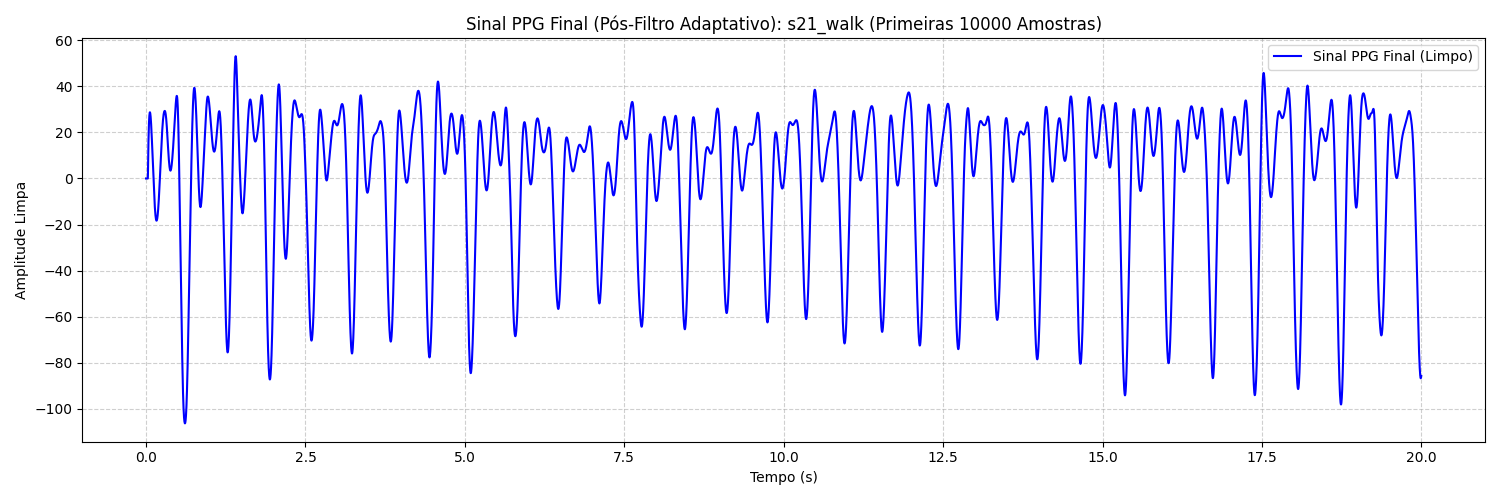 Sinal PPG Final (Pós-Filtro Adaptativo): s21_walk (Primeiras 10000 Amostras)
Sinal PPG Final (Limpo)
Amplitude Limpa
60
40
20
0
−20
−40
−60
−80
−100
0.0 2.5 5.0 7.5 10.0 12.5 15.0 17.5 20.0
Tempo (s)